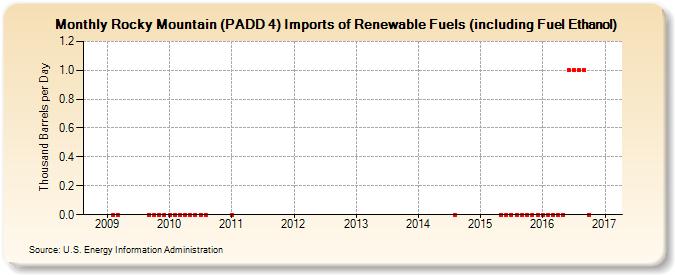 Monthly Rocky Mountain (PADD 4) Imports of Renewable Fuels (including Fuel Ethanol)
Thousand Barrels per Day
1.2
1.0
0.8
0.6
0.4
0.2
0.0
2009 2010 2011 2012 2013 2014 2015 2016 2017
Source: U.S. Energy Information Administration